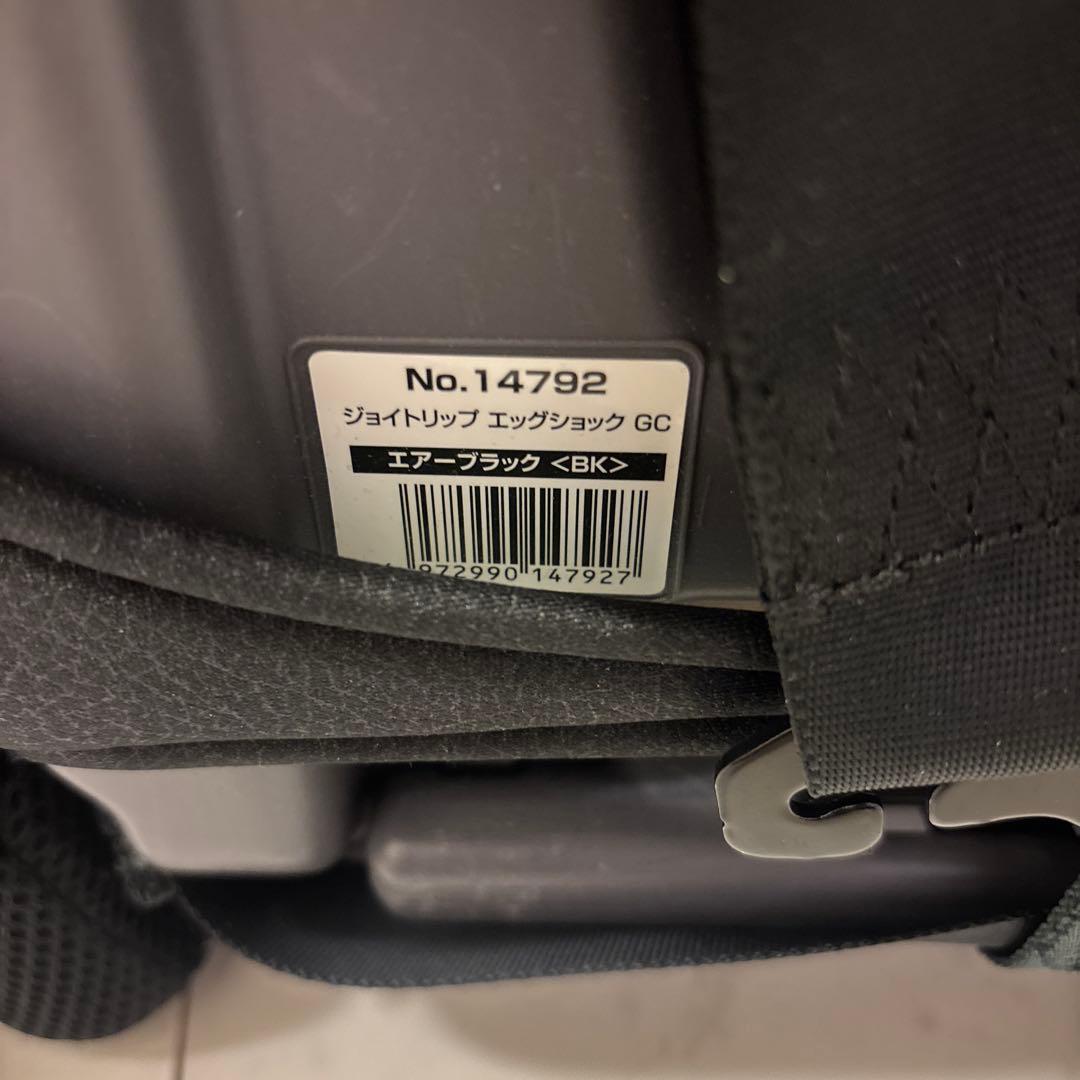 No.14792
ジョイトリップ エッグショック GC
エアーブラック <BK>
972990 147927